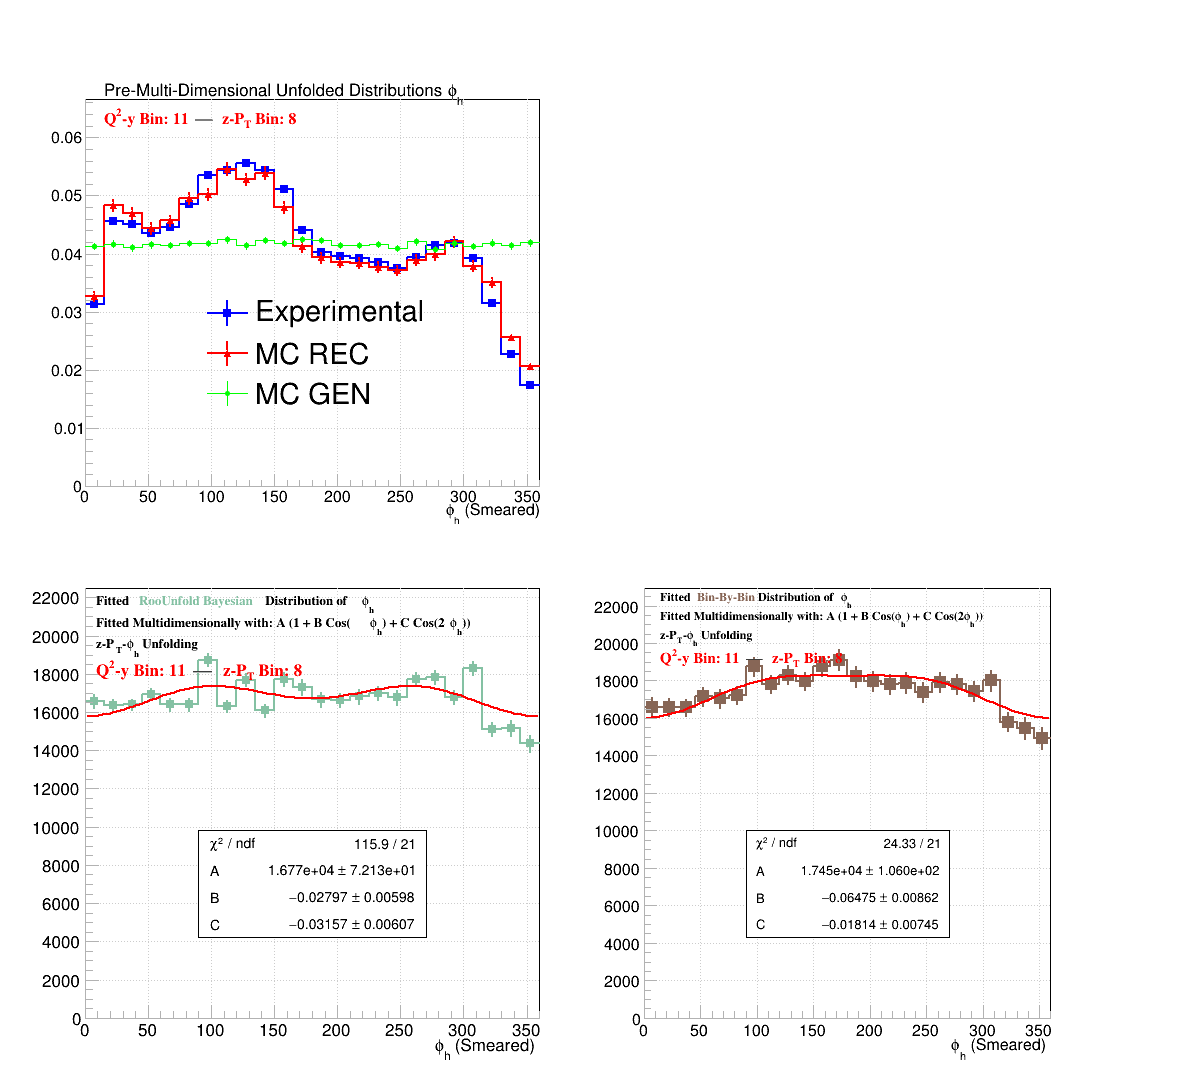 Pre-Multi-Dimensional Unfolded Distributions ϕh
Q2-y Bin: 11 — z-PT Bin: 8
0.06
0.05
0.04
0.03
0.02
0.01
0
Experimental
MC REC
MC GEN
0 50 100 150 200 250 300 350
ϕh (Smeared)
Fitted RooUnfold Bayesian Distribution of ϕh
Fitted Multidimensionally with: A (1 + B Cos( ϕh) + C Cos(2 ϕh))
z-PT-ϕh Unfolding
Q2-y Bin: 11 — z-PT Bin: 8
22000
20000
18000
16000
14000
12000
10000
8000
6000
4000
2000
0
χ2 / ndf 115.9 / 21
A 1.677e+04 ± 7.213e+01
B −0.02797 ± 0.00598
C −0.03157 ± 0.00607
0 50 100 150 200 250 300 350
ϕh (Smeared)
Fitted Bin-By-Bin Distribution of ϕh
Fitted Multidimensionally with: A (1 + B Cos(ϕh) + C Cos(2ϕh))
z-PT-ϕh Unfolding
Q2-y Bin: 11 — z-PT Bin: 8
22000
20000
18000
16000
14000
12000
10000
8000
6000
4000
2000
0
χ2 / ndf 24.33 / 21
A 1.745e+04 ± 1.060e+02
B −0.06475 ± 0.00862
C −0.01814 ± 0.00745
0 50 100 150 200 250 300 350
ϕh (Smeared)